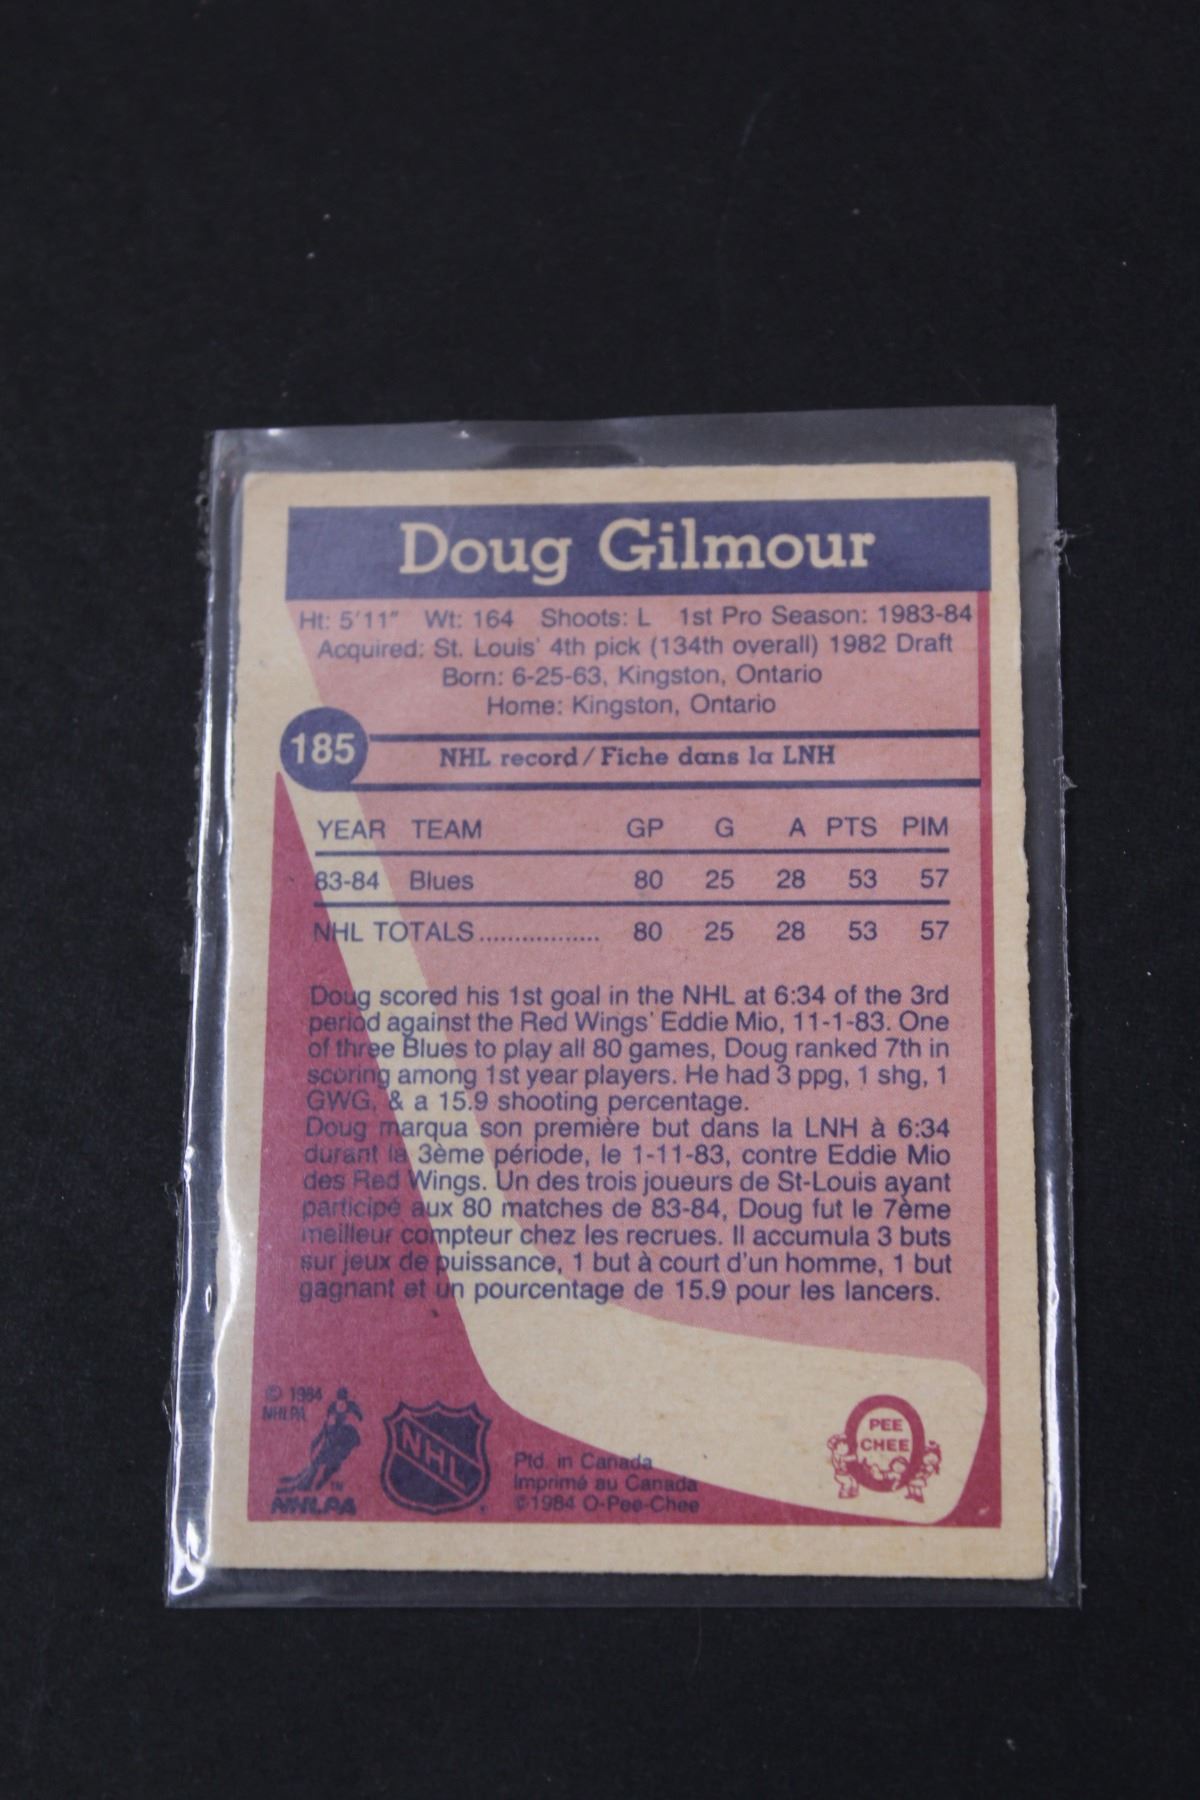 Doug Gilmour
Ht: 5'11" Wt: 164 Shoots: L 1st Pro Season: 1983-84
Acquired: St. Louis' 4th pick (134th overall) 1982 Draft
Born: 6-25-63, Kingston, Ontario
Home: Kingston, Ontario
185
NHL record/Fiche dans la LNH
YEAR TEAM GP G A PTS PIM
83-84 Blues 80 25 28 53 57
NHL TOTALS................. 80 25 28 53 57
Doug scored his 1st goal in the NHL at 6:34 of the 3rd
period against the Red Wings' Eddie Mio, 11-1-83. One
of three Blues to play all 80 games, Doug ranked 7th in
scoring among 1st year players. He had 3 ppg, 1 shg, 1
GWG, & a 15.9 shooting percentage.
Doug marqua son première but dans la LNH à 6:34
durant la 3ème période, le 1-11-83, contre Eddie Mio
des Red Wings. Un des trois joueurs de St-Louis ayant
participé aux 80 matches de 83-84, Doug fut le 7ème
meilleur compteur chez les recrues. Il accumula 3 buts
sur jeux de puissance, 1 but à court d'un homme, 1 but
gagnant et un pourcentage de 15.9 pour les lancers.
© 1984
NHLPA
TM
NHLPA
NHL
Ptd. in Canada
Imprimé au Canada
©1984 O-Pee-Chee
PEE
CHEE